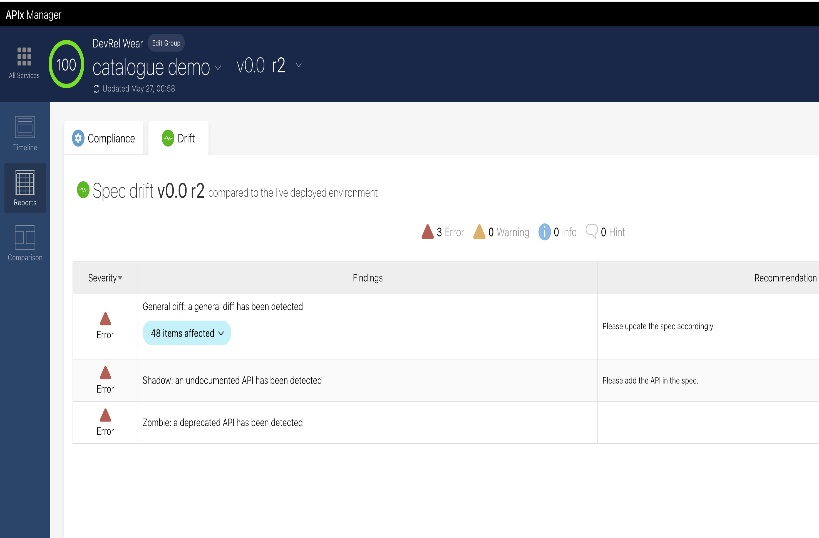 APIx Manager
DevRel Wear Edit Group
100
catalogue demo v0.0 r2
All Services
Updated May 27, 00:58
Timeline
Reports
Comparison
Compliance Drift
Spec drift v0.0 r2 compared to the live deployed environment
3 Error 0 Warning 0 Info 0 Hint
Severity Findings Recommendation
General diff: a general diff has been detected
48 items affected
Error
Please update the spec accordingly
Shadow: an undocumented API has been detected
Error
Please add the API in the spec.
Zombie: a deprecated API has been detected
Error